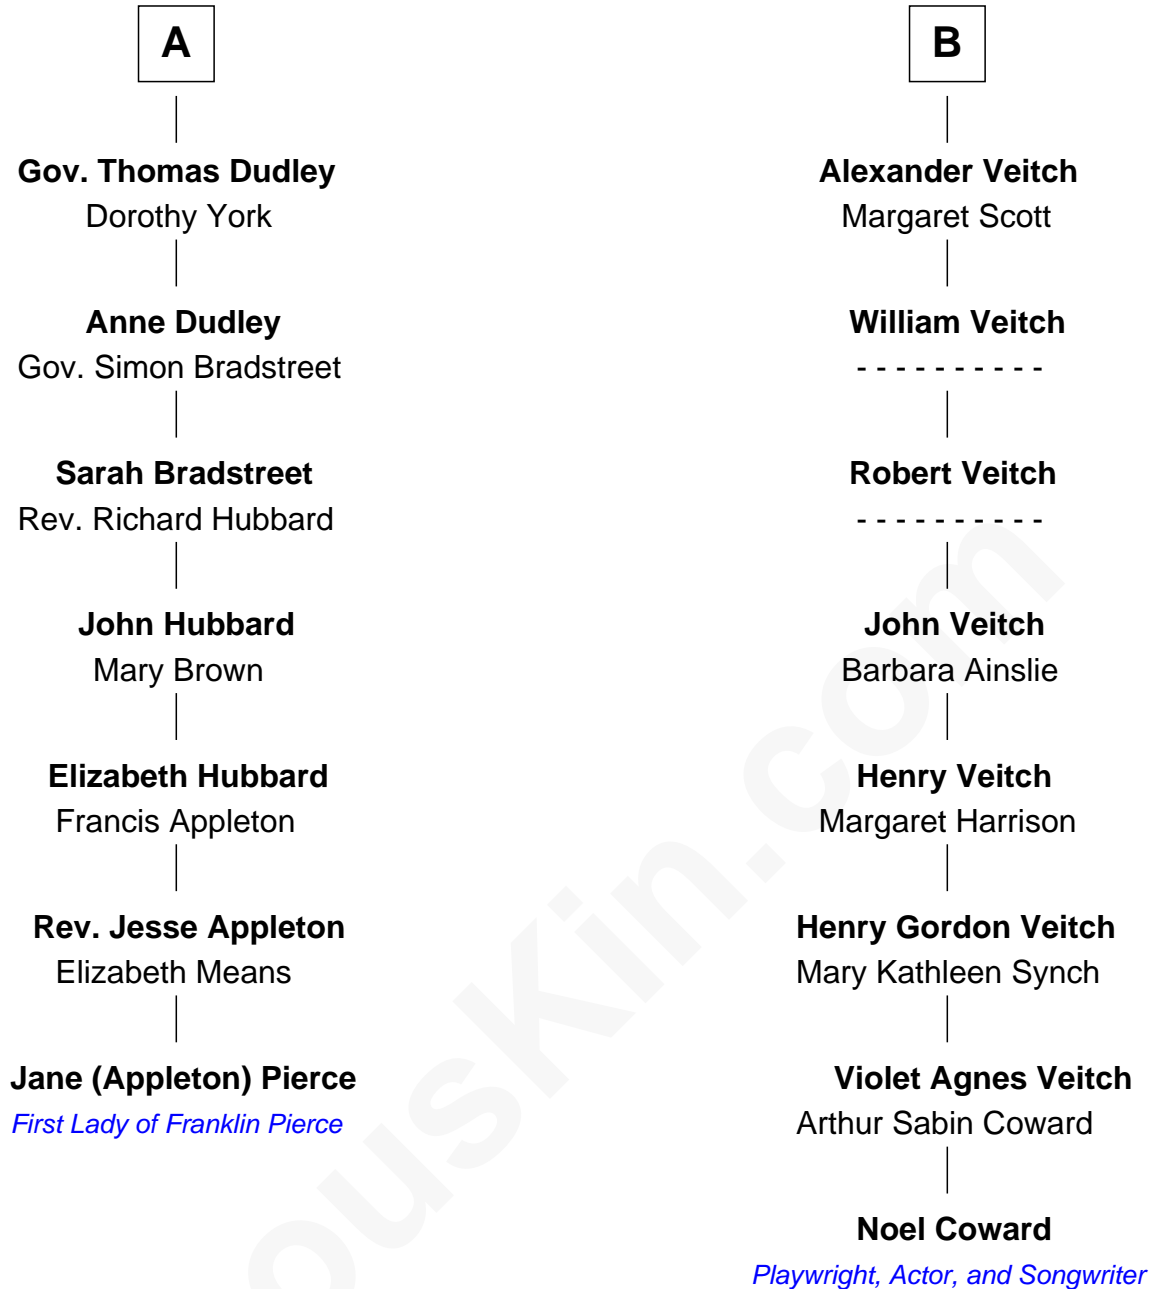 A
Gov. Thomas Dudley
Dorothy York
Anne Dudley
Gov. Simon Bradstreet
Sarah Bradstreet
Rev. Richard Hubbard
John Hubbard
Mary Brown
Elizabeth Hubbard
Francis Appleton
Rev. Jesse Appleton
Elizabeth Means
Jane (Appleton) Pierce
First Lady of Franklin Pierce
B
Alexander Veitch
Margaret Scott
William Veitch
- - - - - - - - - -
Robert Veitch
- - - - - - - - - -
John Veitch
Barbara Ainslie
Henry Veitch
Margaret Harrison
Henry Gordon Veitch
Mary Kathleen Synch
Violet Agnes Veitch
Arthur Sabin Coward
Noel Coward
Playwright, Actor, and Songwriter
ousKin.com